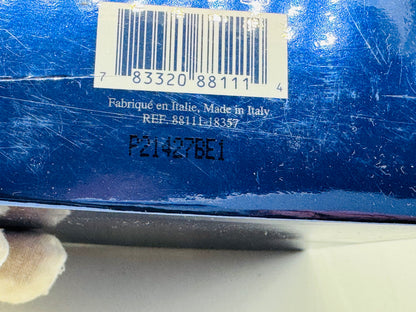 7 83320 88111 4
Fabriqué en Italie, Made in Italy
REF. 88111-18357
P21427BE1